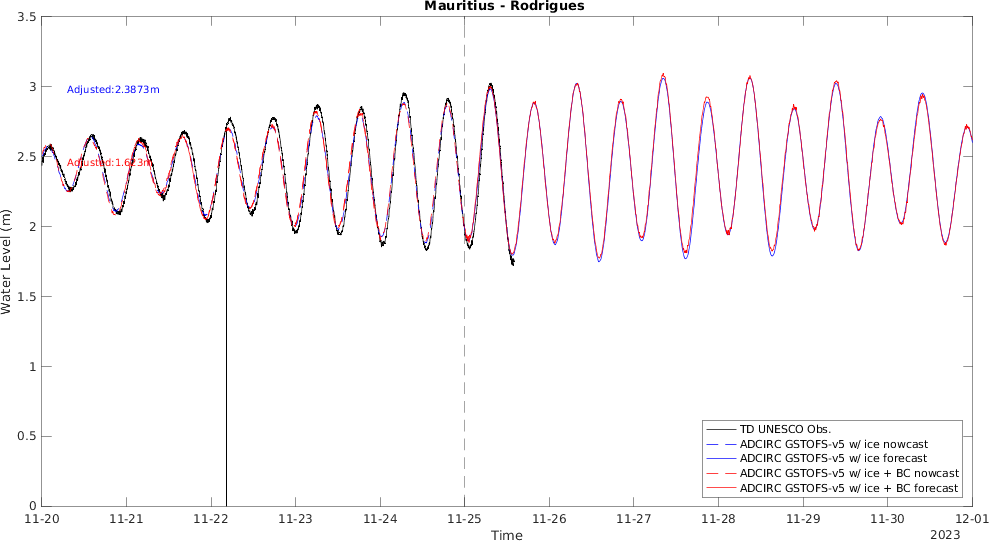 Mauritius - Rodrigues
3.5
3
2.5
2
1.5
1
0.5
0
Water Level (m)
Adjusted:2.3873m
Adjusted:1.623m
TD UNESCO Obs.
ADCIRC GSTOFS-v5 w/ ice nowcast
ADCIRC GSTOFS-v5 w/ ice forecast
ADCIRC GSTOFS-v5 w/ ice + BC nowcast
ADCIRC GSTOFS-v5 w/ ice + BC forecast
11-20 11-21 11-22 11-23 11-24 11-25 11-26 11-27 11-28 11-29 11-30 12-01
Time
2023